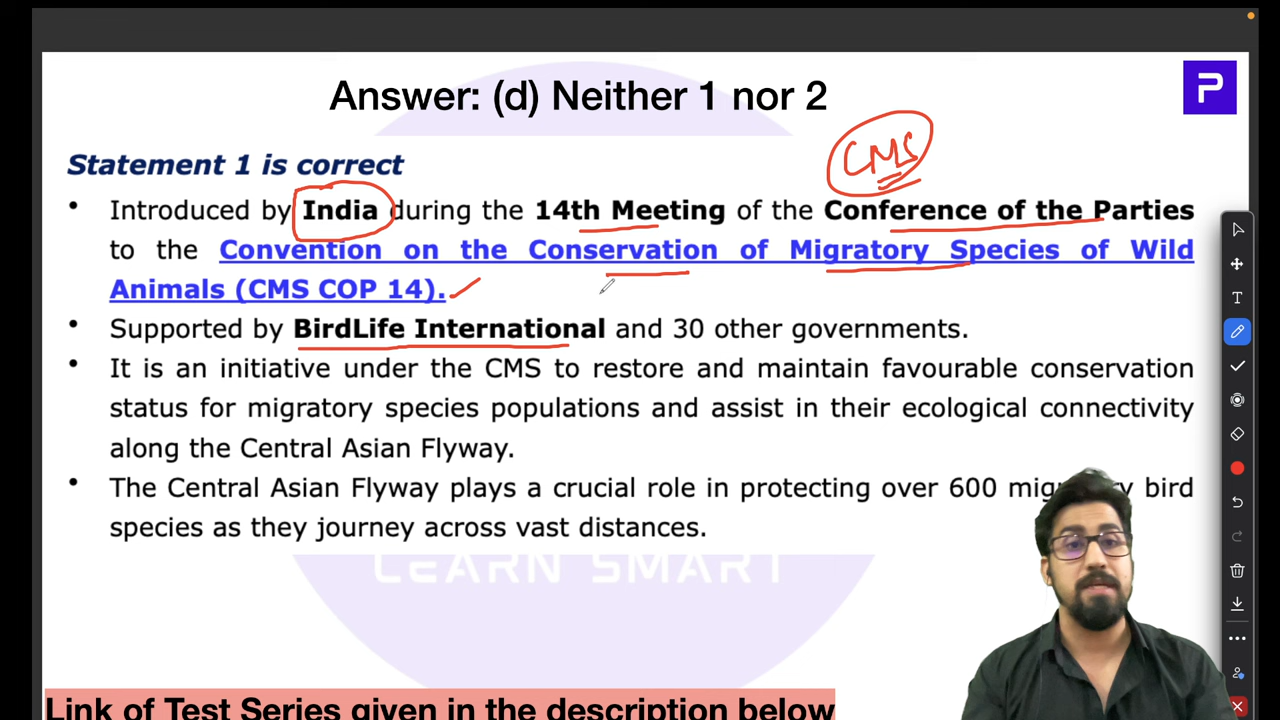 Answer: (d) Neither 1 nor 2
P
CMS
Statement 1 is correct
• Introduced by India during the 14th Meeting of the Conference of the Parties
to the Convention on the Conservation of Migratory Species of Wild
Animals (CMS COP 14).
• Supported by BirdLife International and 30 other governments.
• It is an initiative under the CMS to restore and maintain favourable conservation
status for migratory species populations and assist in their ecological connectivity
along the Central Asian Flyway.
• The Central Asian Flyway plays a crucial role in protecting over 600 bird
species as they journey across vast distances.
LEARN SMART
Link of Test Series given in the description below
T